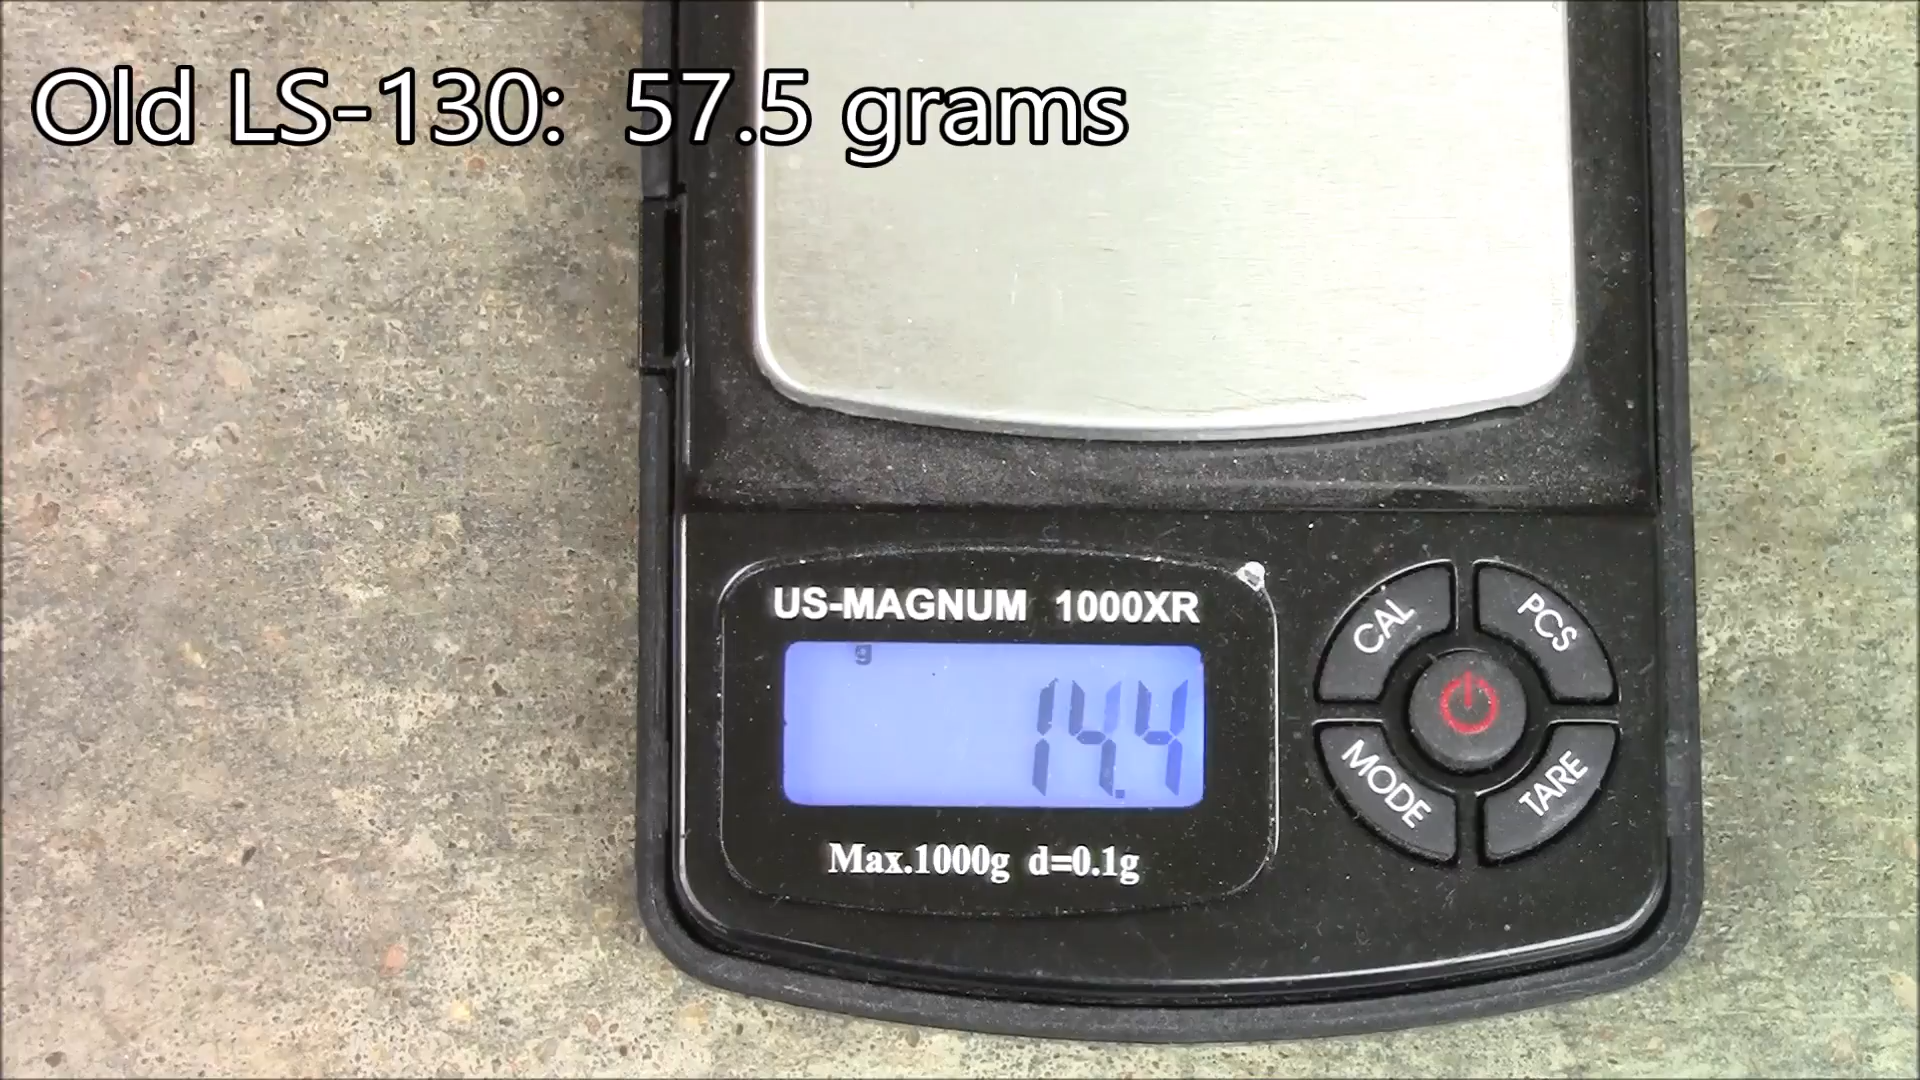 Old LS-130:  57.5 grams
US-MAGNUM 1000XR
g
14.4
Max.1000g d=0.1g
CAL
PCS
MODE
TARE